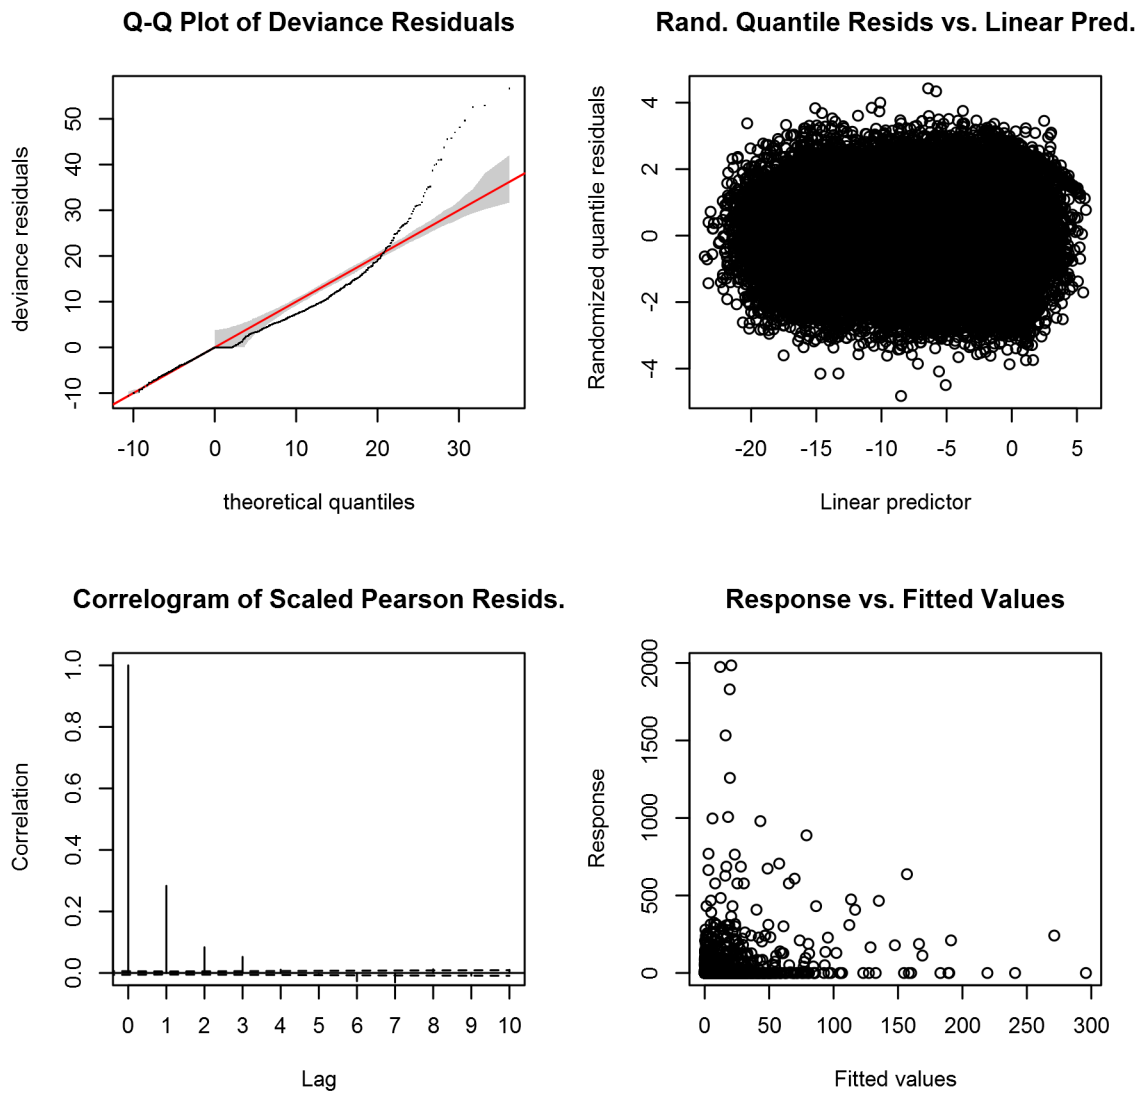 Q-Q Plot of Deviance Residuals
deviance residuals
50
40
30
20
10
0
-10
-10 0 10 20 30
theoretical quantiles
Rand. Quantile Resids vs. Linear Pred.
Randomized quantile residuals
4
2
0
-2
-4
-20 -15 -10 -5 0 5
Linear predictor
Correlogram of Scaled Pearson Resids.
Correlation
1.0
0.8
0.6
0.4
0.2
0.0
0 1 2 3 4 5 6 7 8 9 10
Lag
Response vs. Fitted Values
Response
2000
1500
1000
500
0
0 50 100 150 200 250 300
Fitted values